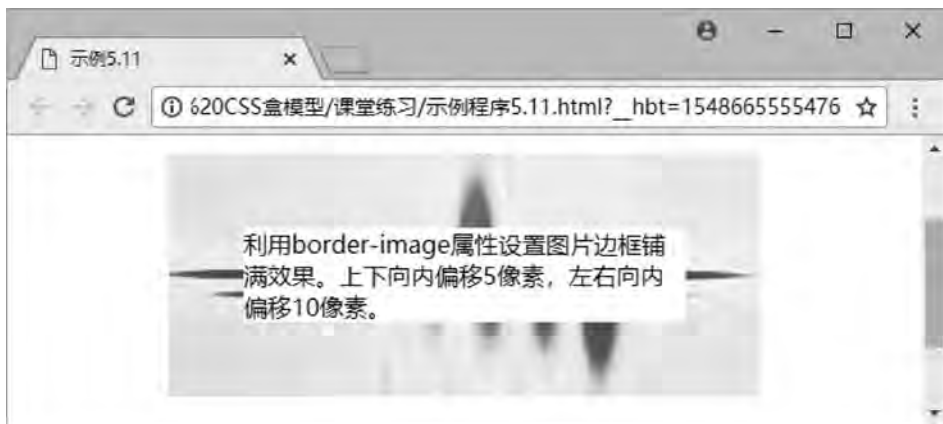 示例5.11
%20CSS盒模型/课堂练习/示例程序5.11.html?__hbt=1548665555476
利用border-image属性设置图片边框铺
满效果。上下向内偏移5像素，左右向内
偏移10像素。